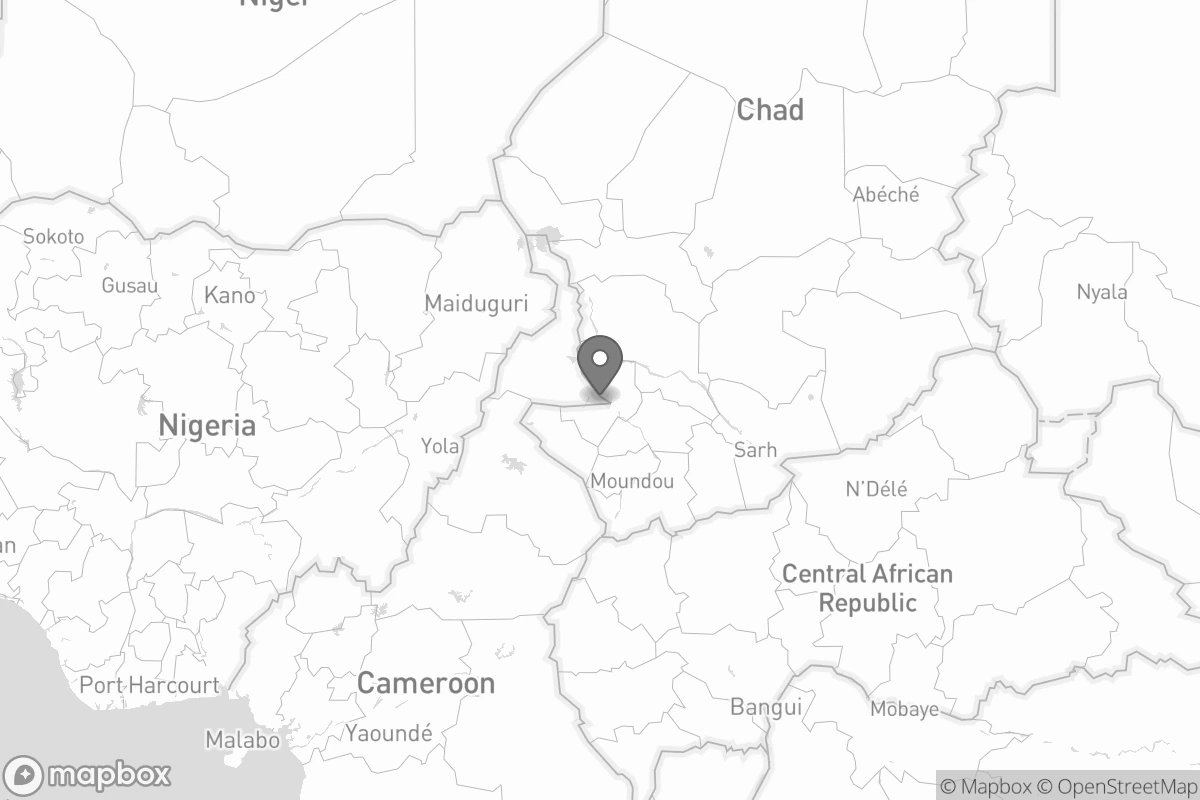 Niger
Chad
Abéché
Sokoto
Gusau
Kano
Maiduguri
Nyala
Nigeria
Yola
Sarh
Moundou
N'Délé
Central African
Republic
Cameroon
Port Harcourt
Bangui
Mobaye
Malabo
Yaoundé
mapbox
© Mapbox © OpenStreetMap